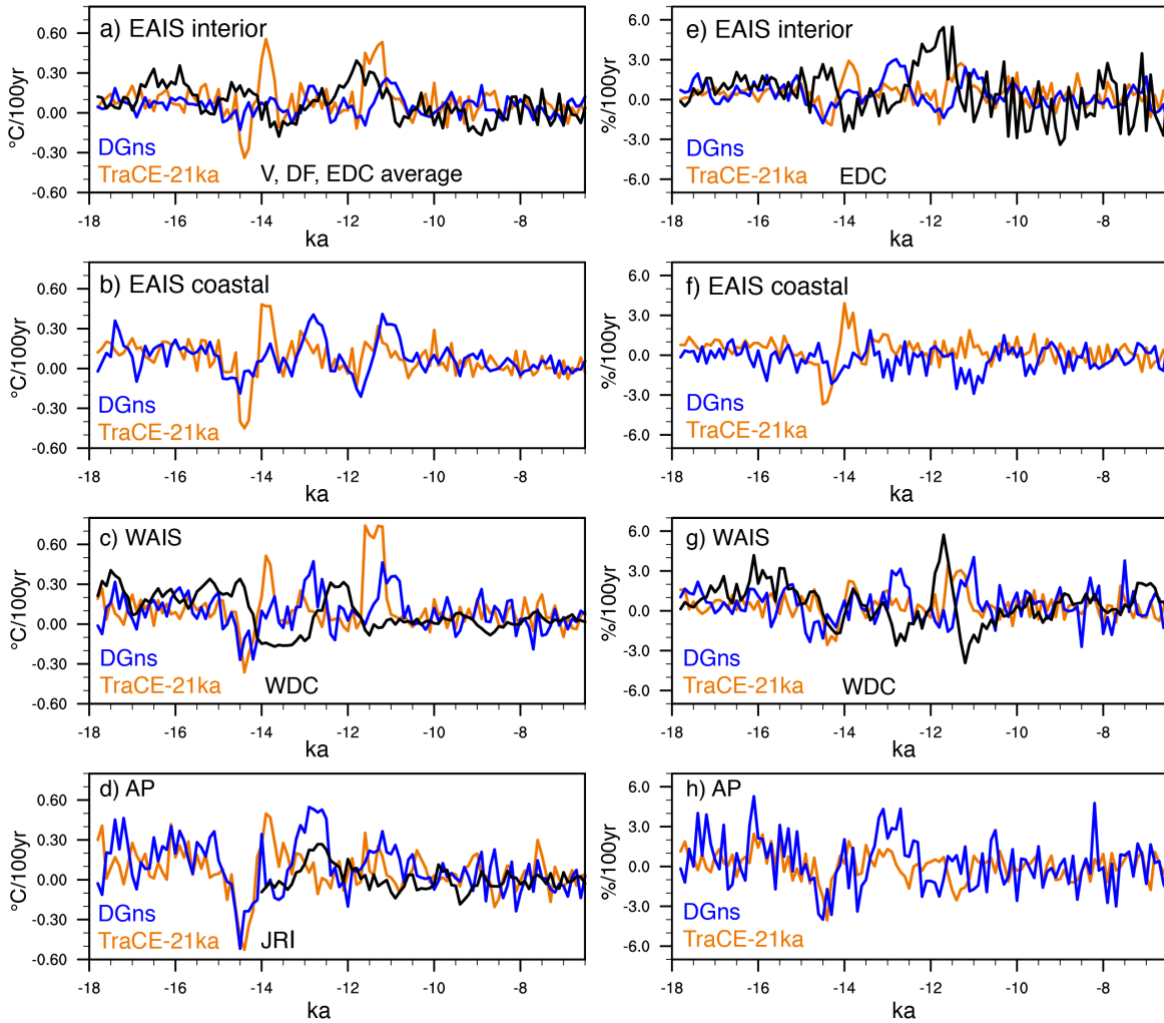 a) EAIS interior
°C/100yr
0.60
0.30
0.00
-0.30
-0.60
DGns
TraCE-21ka
V, DF, EDC average
-18 -16 -14 -12 -10 -8
ka
e) EAIS interior
%/100yr
6.0
3.0
0.0
-3.0
-6.0
DGns
TraCE-21ka
EDC
-18 -16 -14 -12 -10 -8
ka
b) EAIS coastal
°C/100yr
0.60
0.30
0.00
-0.30
-0.60
DGns
TraCE-21ka
-18 -16 -14 -12 -10 -8
ka
f) EAIS coastal
%/100yr
6.0
3.0
0.0
-3.0
-6.0
DGns
TraCE-21ka
-18 -16 -14 -12 -10 -8
ka
c) WAIS
°C/100yr
0.60
0.30
0.00
-0.30
-0.60
DGns
TraCE-21ka
WDC
-18 -16 -14 -12 -10 -8
ka
g) WAIS
%/100yr
6.0
3.0
0.0
-3.0
-6.0
DGns
TraCE-21ka
WDC
-18 -16 -14 -12 -10 -8
ka
d) AP
°C/100yr
0.60
0.30
0.00
-0.30
-0.60
DGns
TraCE-21ka
JRI
-18 -16 -14 -12 -10 -8
ka
h) AP
%/100yr
6.0
3.0
0.0
-3.0
-6.0
DGns
TraCE-21ka
-18 -16 -14 -12 -10 -8
ka